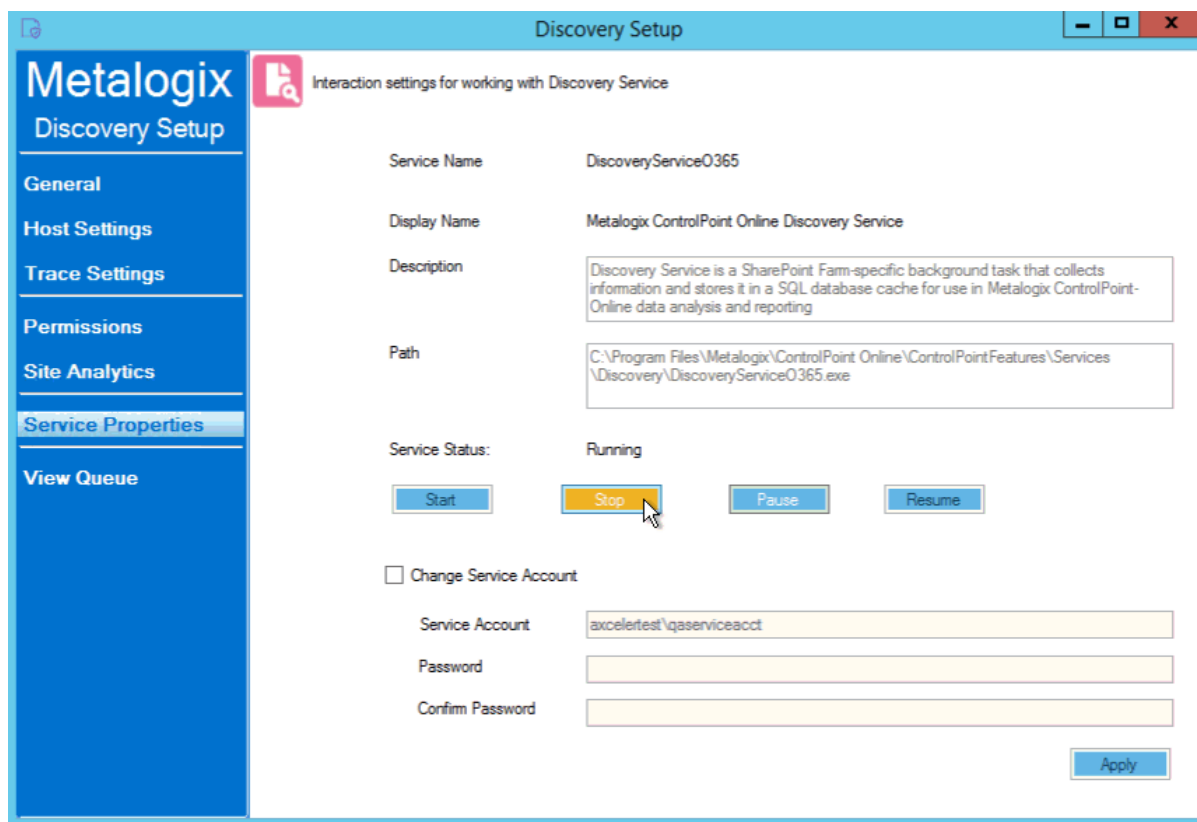 Discovery Setup
Metalogix
Discovery Setup
General
Host Settings
Trace Settings
Permissions
Site Analytics
Service Properties
View Queue
Interaction settings for working with Discovery Service
Service Name DiscoveryServiceO365
Display Name Metalogix ControlPoint Online Discovery Service
Description Discovery Service is a SharePoint Farm-specific background task that collects
information and stores it in a SQL database cache for use in Metalogix ControlPoint-
Online data analysis and reporting
Path C:\Program Files\Metalogix\ControlPoint Online\ControlPointFeatures\Services
\Discovery\DiscoveryServiceO365.exe
Service Status: Running
Start Stop Pause Resume
Change Service Account
Service Account axcelertest\qaserviceacct
Password
Confirm Password
Apply